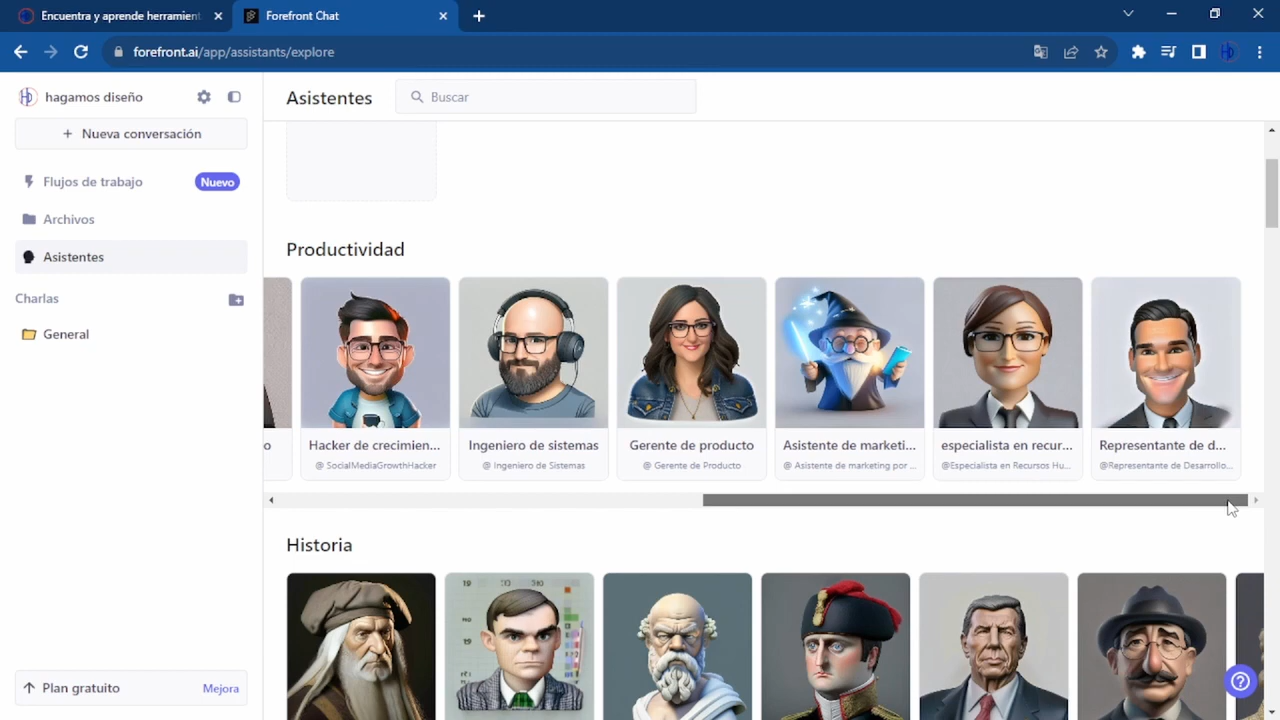 Encuentra y aprende herramient
Forefront Chat
forefront.ai/app/assistants/explore
hagamos diseño
Nueva conversación
Flujos de trabajo
Nuevo
Archivos
Asistentes
Charlas
General
Plan gratuito
Mejora
Asistentes
Buscar
Productividad
o
Hacker de crecimien...
@ SocialMediaGrowthHacker
Ingeniero de sistemas
@ Ingeniero de Sistemas
Gerente de producto
@ Gerente de Producto
Asistente de marketi...
@ Asistente de marketing por ...
especialista en recur...
@Especialista en Recursos Hu...
Representante de d...
@Representante de Desarrollo...
Historia